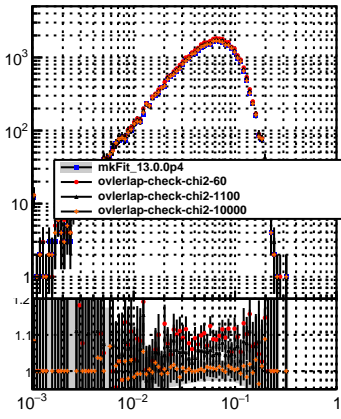 10³
10²
mkFit_13.0.0p4
ovlerlap-check-chi2-60
ovlerlap-check-chi2-1100
ovlerlap-check-chi2-10000
10
1
1.2
1.1
1
10⁻³ 10⁻² 10⁻¹ 1